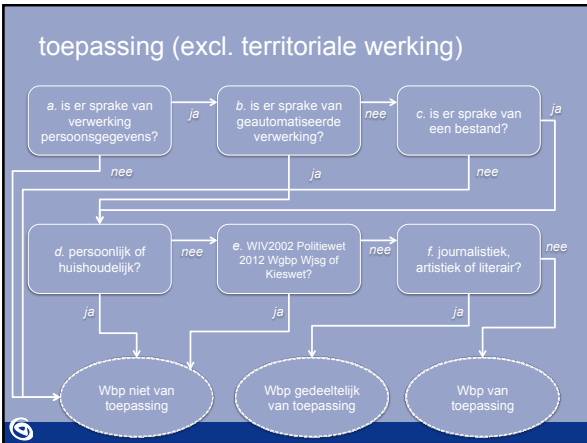 toepassing (excl. territoriale werking)
a. is er sprake van
verwerking
persoonsgegevens?
ja
b. is er sprake van
geautomatiseerde
verwerking?
nee
c. is er sprake van
een bestand?
ja
nee
ja
nee
d. persoonlijk of
huishoudelijk?
nee
e. WIV2002 Politiewet
2012 Wgbp Wjsg of
Kieswet?
nee
f. journalistiek,
artistiek of literair?
nee
ja
ja
ja
Wbp niet van
toepassing
Wbp gedeeltelijk
van toepassing
Wbp van
toepassing